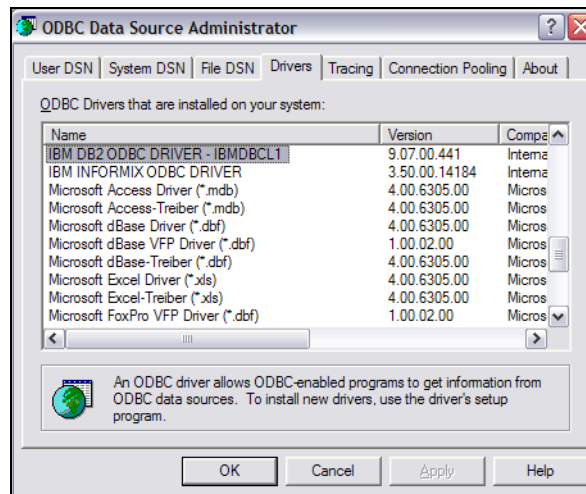 ODBC Data Source Administrator
User DSN System DSN File DSN Drivers Tracing Connection Pooling About
ODBC Drivers that are installed on your system:
Name Version Compa
IBM DB2 ODBC DRIVER - IBMDBCL1 9.07.00.441 Interna
IBM INFORMIX ODBC DRIVER 3.50.00.14184 Interna
Microsoft Access Driver (*.mdb) 4.00.6305.00 Micros
Microsoft Access-Treiber (*.mdb) 4.00.6305.00 Micros
Microsoft dBase Driver (*.dbf) 4.00.6305.00 Micros
Microsoft dBase VFP Driver (*.dbf) 1.00.02.00 Micros
Microsoft dBase-Treiber (*.dbf) 4.00.6305.00 Micros
Microsoft Excel Driver (*.xls) 4.00.6305.00 Micros
Microsoft Excel-Treiber (*.xls) 4.00.6305.00 Micros
Microsoft FoxPro VFP Driver (*.dbf) 1.00.02.00 Micros
An ODBC driver allows ODBC-enabled programs to get information from
ODBC data sources. To install new drivers, use the driver's setup
program.
OK Cancel Apply Help